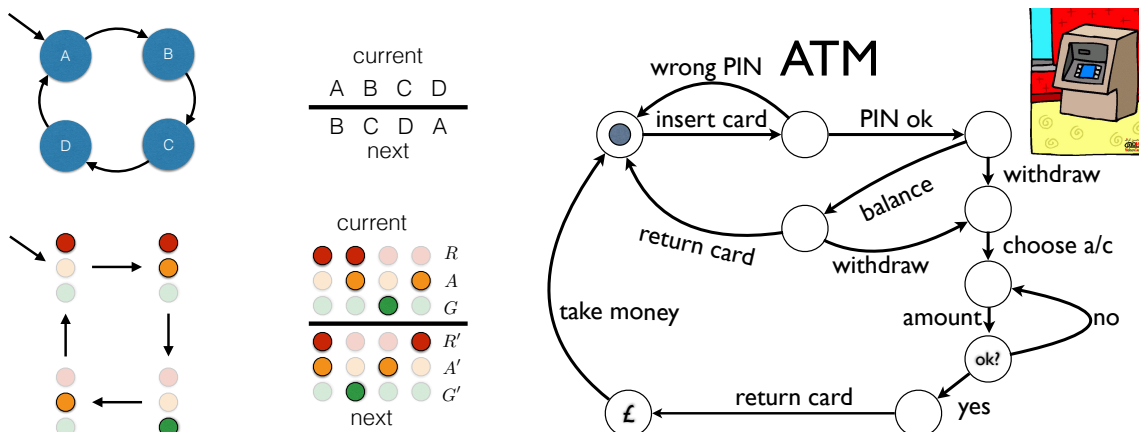 A
B
D
C
current
A B C D
B C D A
next
current
R
A
G
R′
A′
G′
next
ATM
wrong PIN
insert card
PIN ok
withdraw
balance
return card
withdraw
choose a/c
take money
amount
no
ok?
yes
return card
£